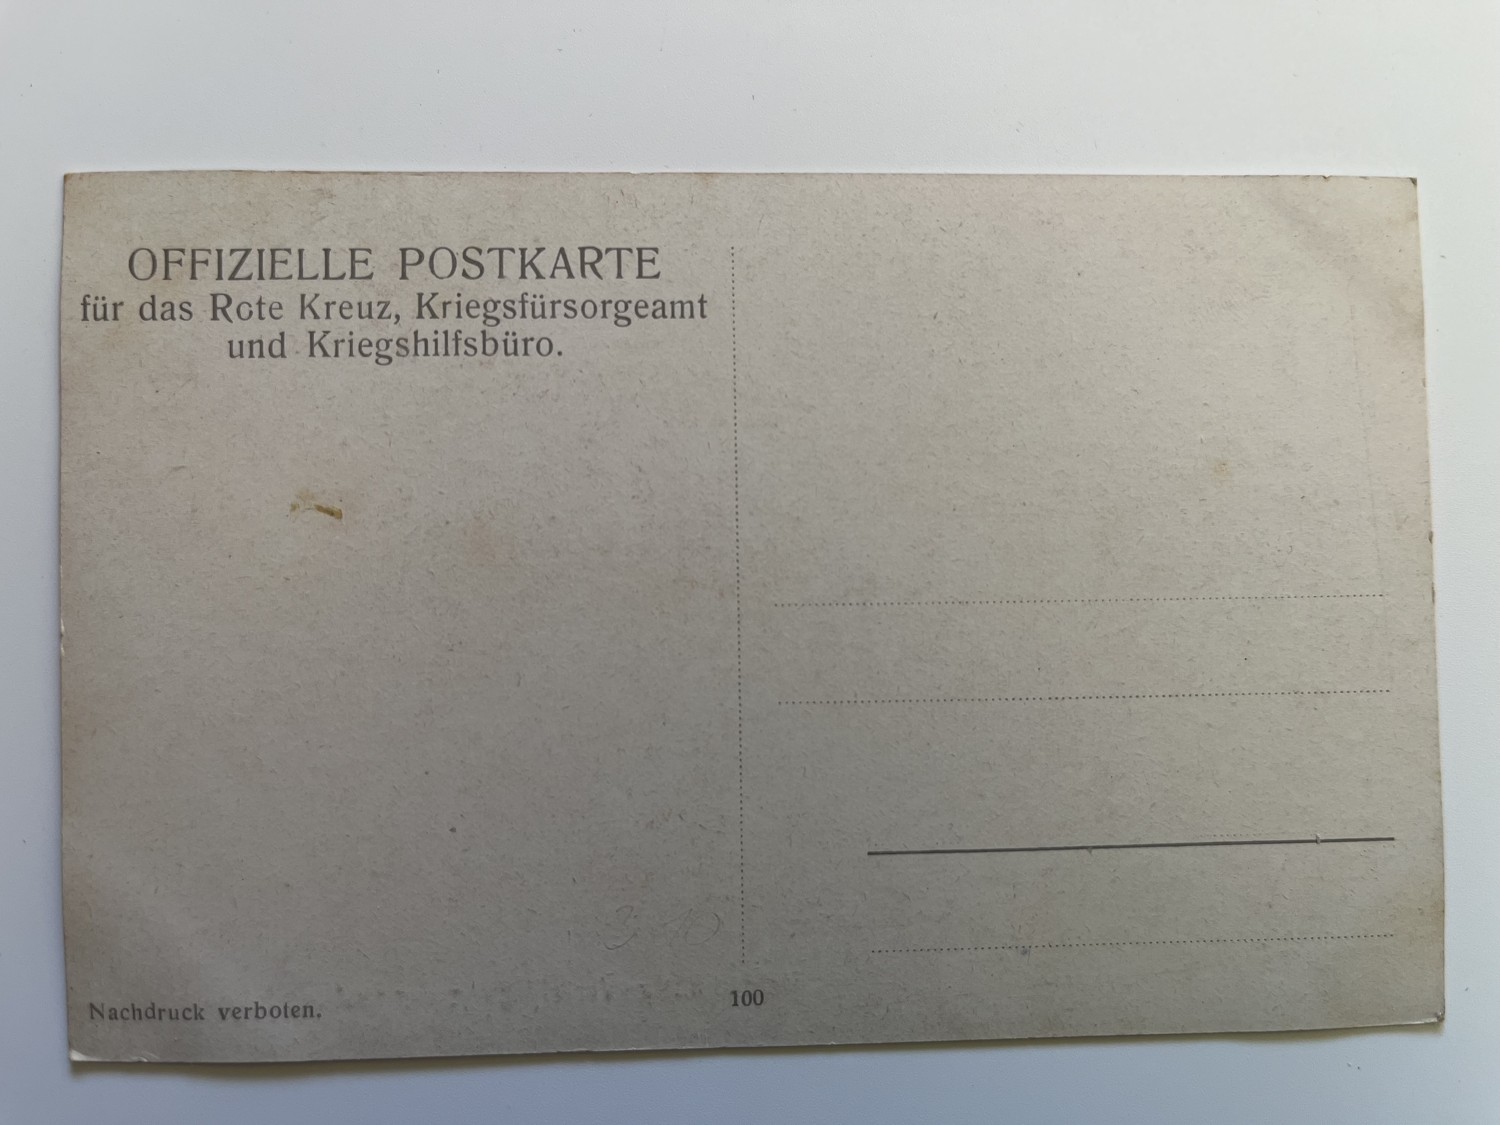 OFFIZIELLE POSTKARTE
für das Rote Kreuz, Kriegsfürsorgeamt
und Kriegshilfsbüro.
Nachdruck verboten.
100